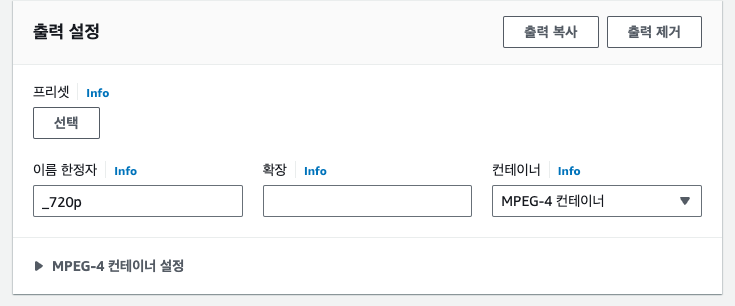 출력 설정
출력 복사
출력 제거
프리셋 Info
선택
이름 한정자 Info
확장 Info
컨테이너 Info
_720p
MPEG-4 컨테이너
MPEG-4 컨테이너 설정